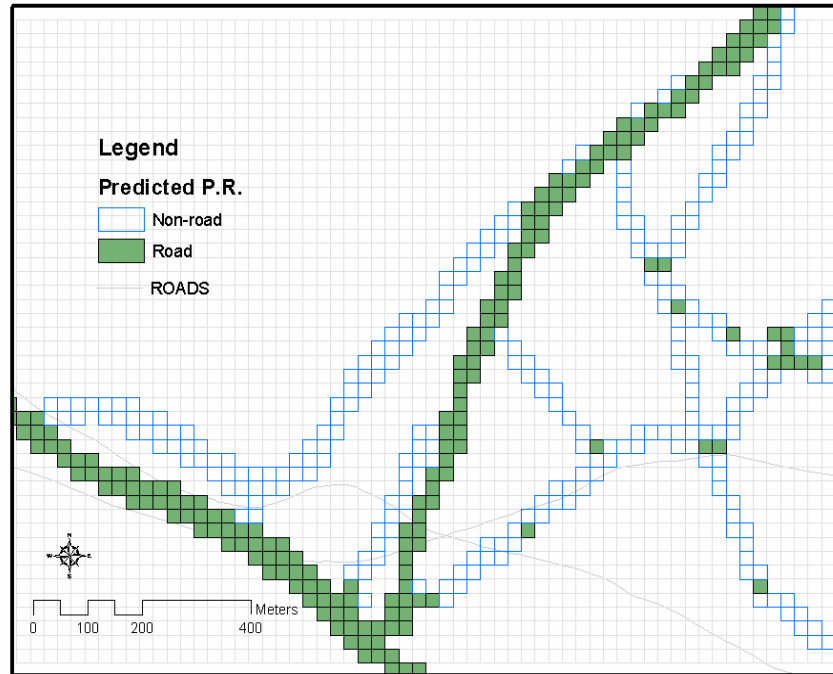 Legend
Predicted P.R.
Non-road
Road
ROADS
N
W E
S
Meters
0 100 200 400